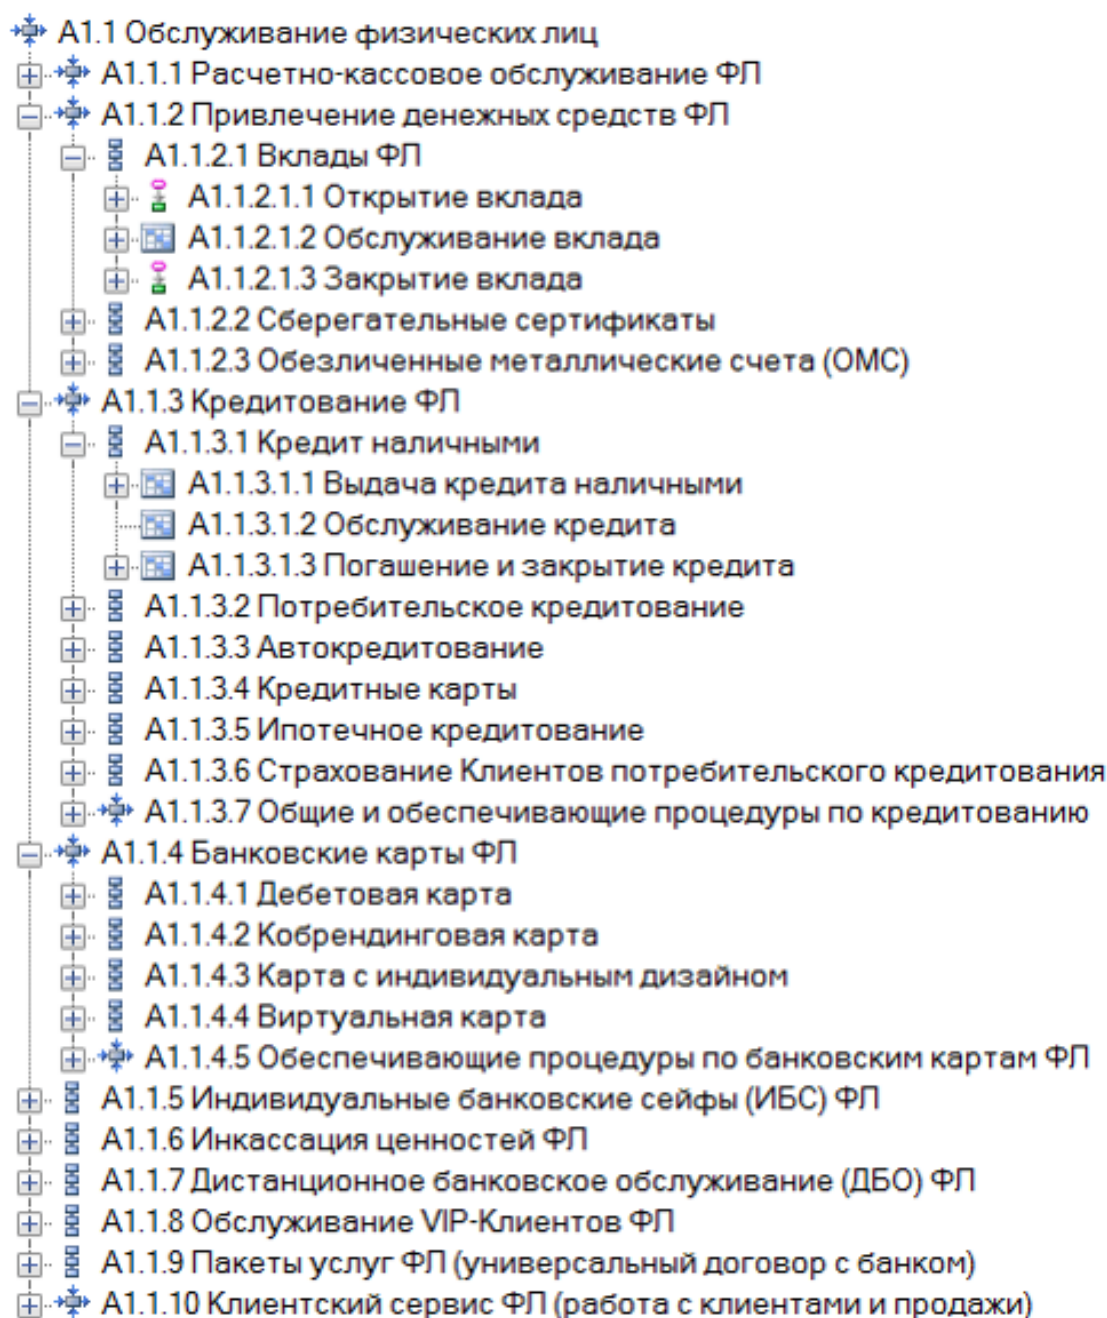 А1.1 Обслуживание физических лиц
А1.1.1 Расчетно-кассовое обслуживание ФЛ
А1.1.2 Привлечение денежных средств ФЛ
А1.1.2.1 Вклады ФЛ
А1.1.2.1.1 Открытие вклада
А1.1.2.1.2 Обслуживание вклада
А1.1.2.1.3 Закрытие вклада
А1.1.2.2 Сберегательные сертификаты
А1.1.2.3 Обезличенные металлические счета (ОМС)
А1.1.3 Кредитование ФЛ
А1.1.3.1 Кредит наличными
А1.1.3.1.1 Выдача кредита наличными
А1.1.3.1.2 Обслуживание кредита
А1.1.3.1.3 Погашение и закрытие кредита
А1.1.3.2 Потребительское кредитование
А1.1.3.3 Автокредитование
А1.1.3.4 Кредитные карты
А1.1.3.5 Ипотечное кредитование
А1.1.3.6 Страхование Клиентов потребительского кредитования
А1.1.3.7 Общие и обеспечивающие процедуры по кредитованию
А1.1.4 Банковские карты ФЛ
А1.1.4.1 Дебетовая карта
А1.1.4.2 Кобрендинговая карта
А1.1.4.3 Карта с индивидуальным дизайном
А1.1.4.4 Виртуальная карта
А1.1.4.5 Обеспечивающие процедуры по банковским картам ФЛ
А1.1.5 Индивидуальные банковские сейфы (ИБС) ФЛ
А1.1.6 Инкассация ценностей ФЛ
А1.1.7 Дистанционное банковское обслуживание (ДБО) ФЛ
А1.1.8 Обслуживание VIP-Клиентов ФЛ
А1.1.9 Пакеты услуг ФЛ (универсальный договор с банком)
А1.1.10 Клиентский сервис ФЛ (работа с клиентами и продажи)